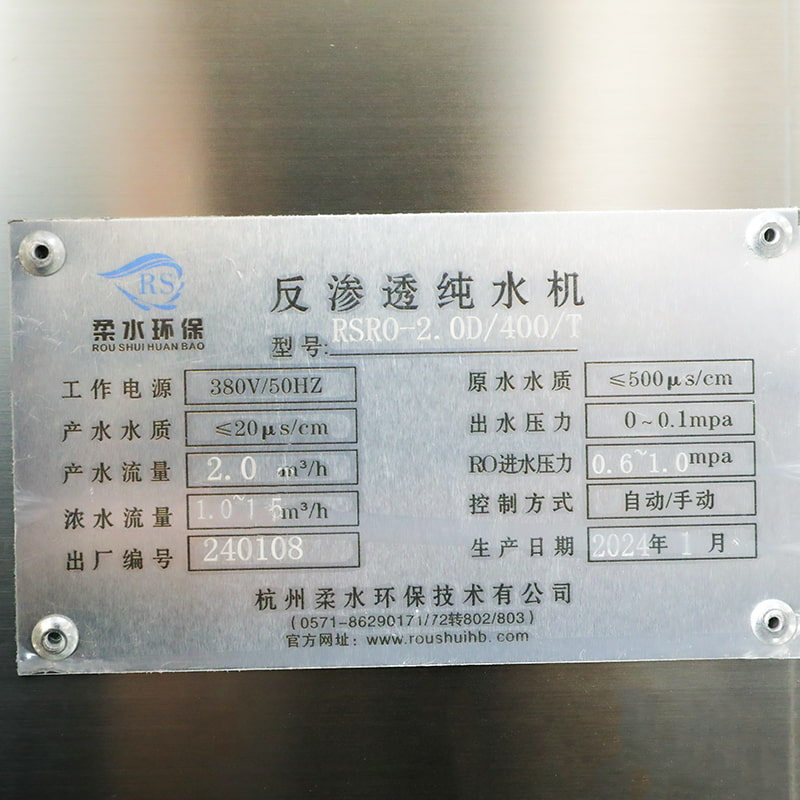 RS
柔水环保
ROU SHUI HUAN BAO
反渗透纯水机
型号: RSRO-2.0D/400/T
工作电源 380V/50HZ
原水水质 ≤500μs/cm
产水水质 ≤20μs/cm
出水压力 0~0.1mpa
产水流量 2.0 m³/h
RO进水压力 0.6~1.0mpa
浓水流量 1.0~1.5m³/h
控制方式 自动/手动
出厂编号 240108
生产日期 2024年1月
杭州柔水环保技术有公司
(0571-86290171/72转802/803)
官方网址: www.roushuihb.com